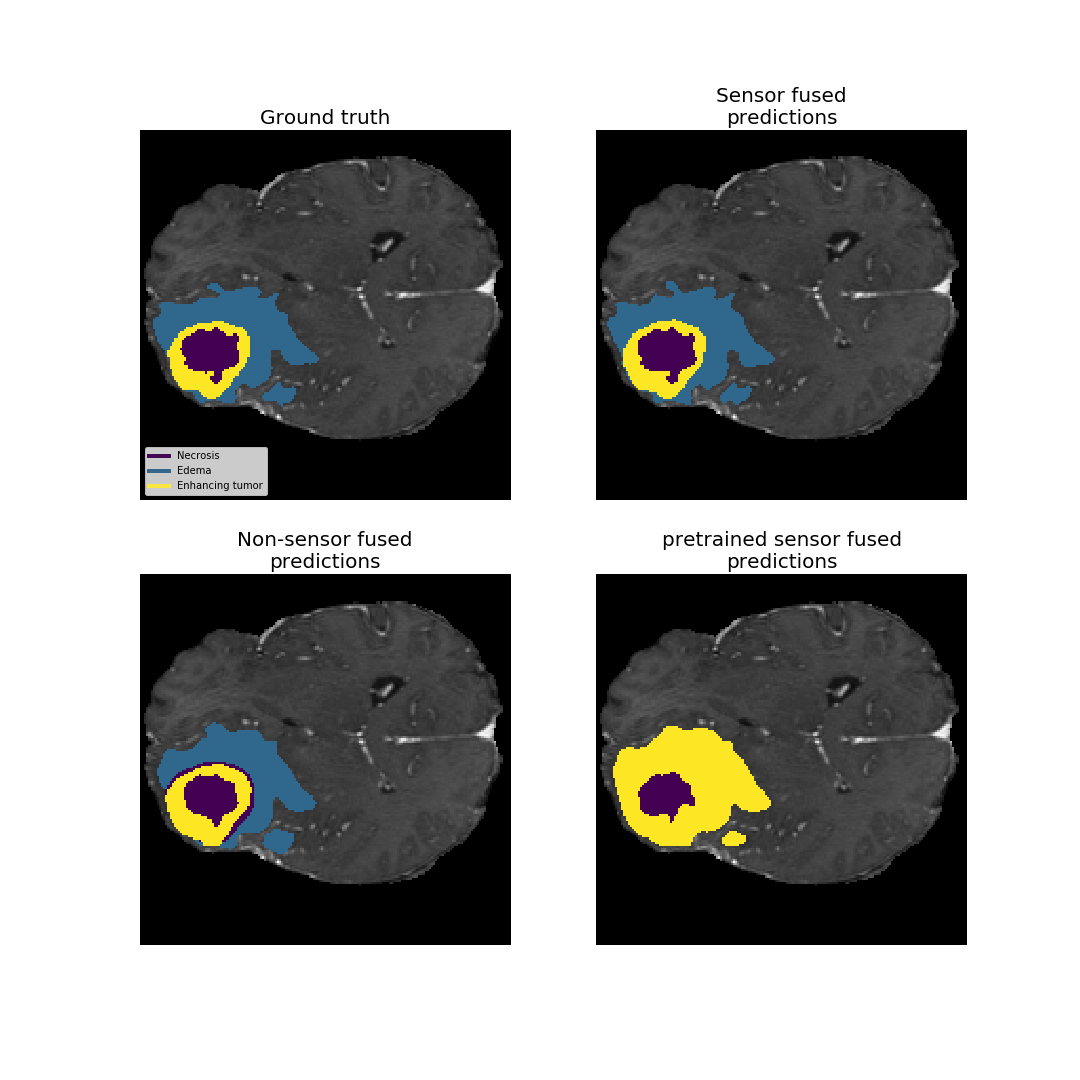 Ground truth
Sensor fused
predictions
Necrosis
Edema
Enhancing tumor
Non-sensor fused
predictions
pretrained sensor fused
predictions